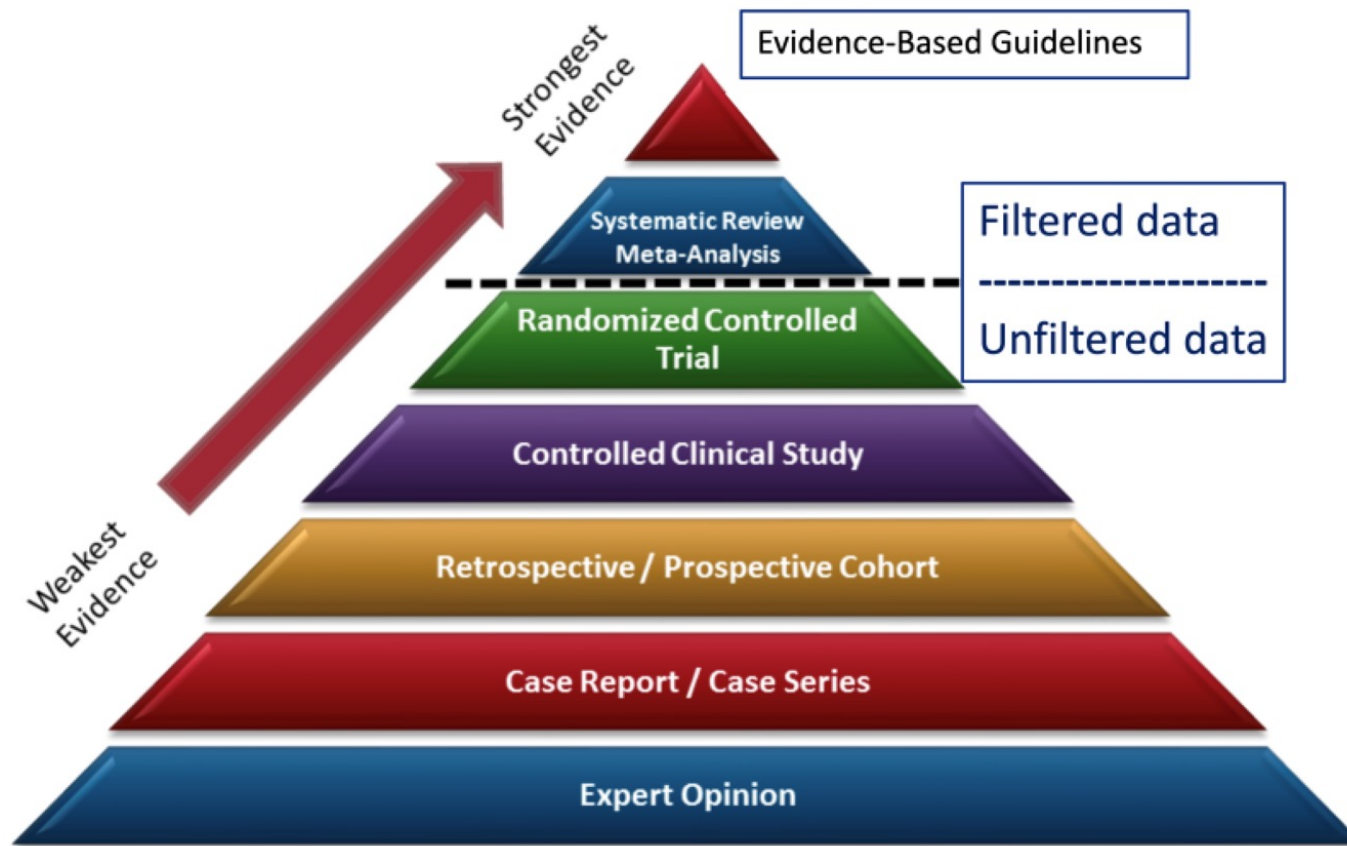 Evidence-Based Guidelines
Strongest
Evidence
Systematic Review
Meta-Analysis
Filtered data
---------------------
Unfiltered data
Randomized Controlled
Trial
Controlled Clinical Study
Weakest
Evidence
Retrospective / Prospective Cohort
Case Report / Case Series
Expert Opinion